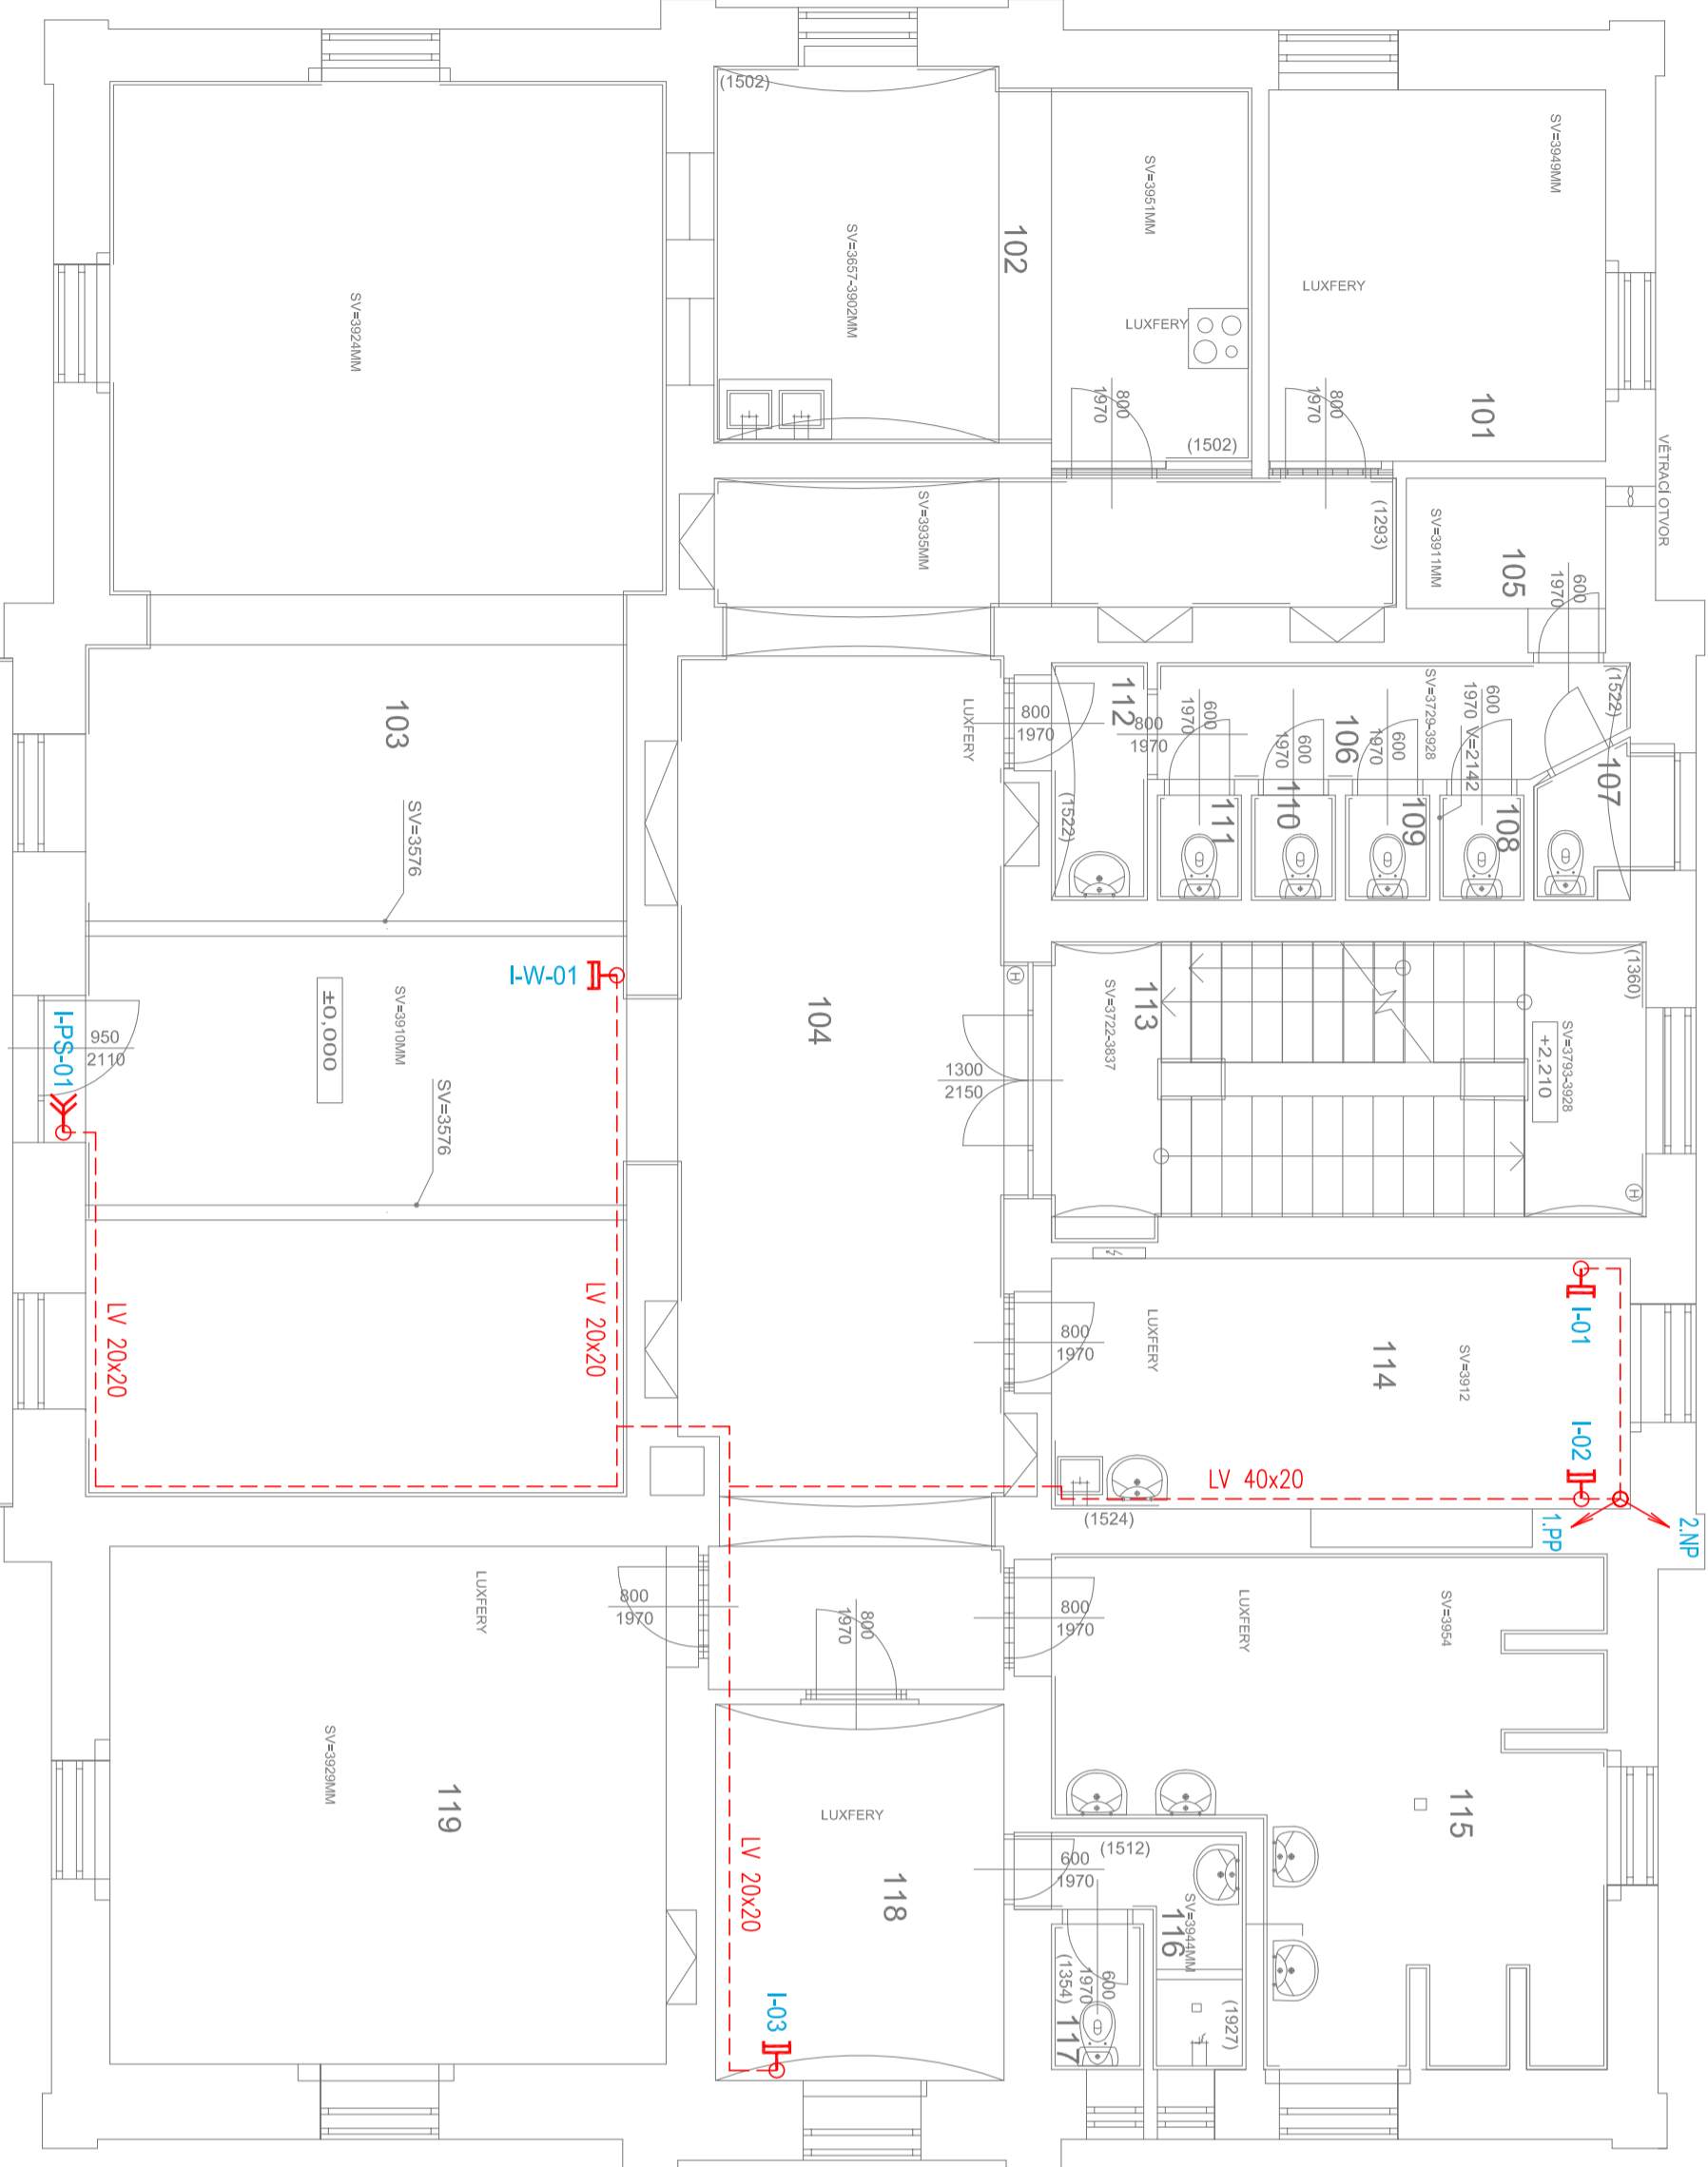 (1502)
SV=3951MM
SV=3949MM
102
SV=3657-3902MM
LUXFERY
LUXFERY
SV=3924MM
800
1970
800
1970
101
(1502)
VĚTRACÍ OTVOR
SV=3935MM
(1293)
SV=3911MM
105
600
1970
103
LUXFERY
800
1970
112
800
1970
600
1970
600
1970
106
600
1970
SV=3729-3928
600
1970 V=2142
(1522)
107
(1522)
111
110
109
108
SV=3576
I-W-01
±0,000
SV=3910MM
104
H
113
SV=3722-3837
(1360)
SV=3793-3928
+2,210
I-PS-01
950
2110
1300
2150
SV=3576
H
LV 20x20
LV 20x20
800
1970
LUXFERY
114
SV=3912
I-01
I-02
LV 40x20
(1524)
1.PP
2.NP
LUXFERY
800
1970
800
1970
800
1970
LUXFERY
SV=3954
SV=3929MM
119
LUXFERY
LV 20x20
118
600
1970
(1512)
115
SV=3944MM
116
I-03
(1354)
600
1970
117
(1927)